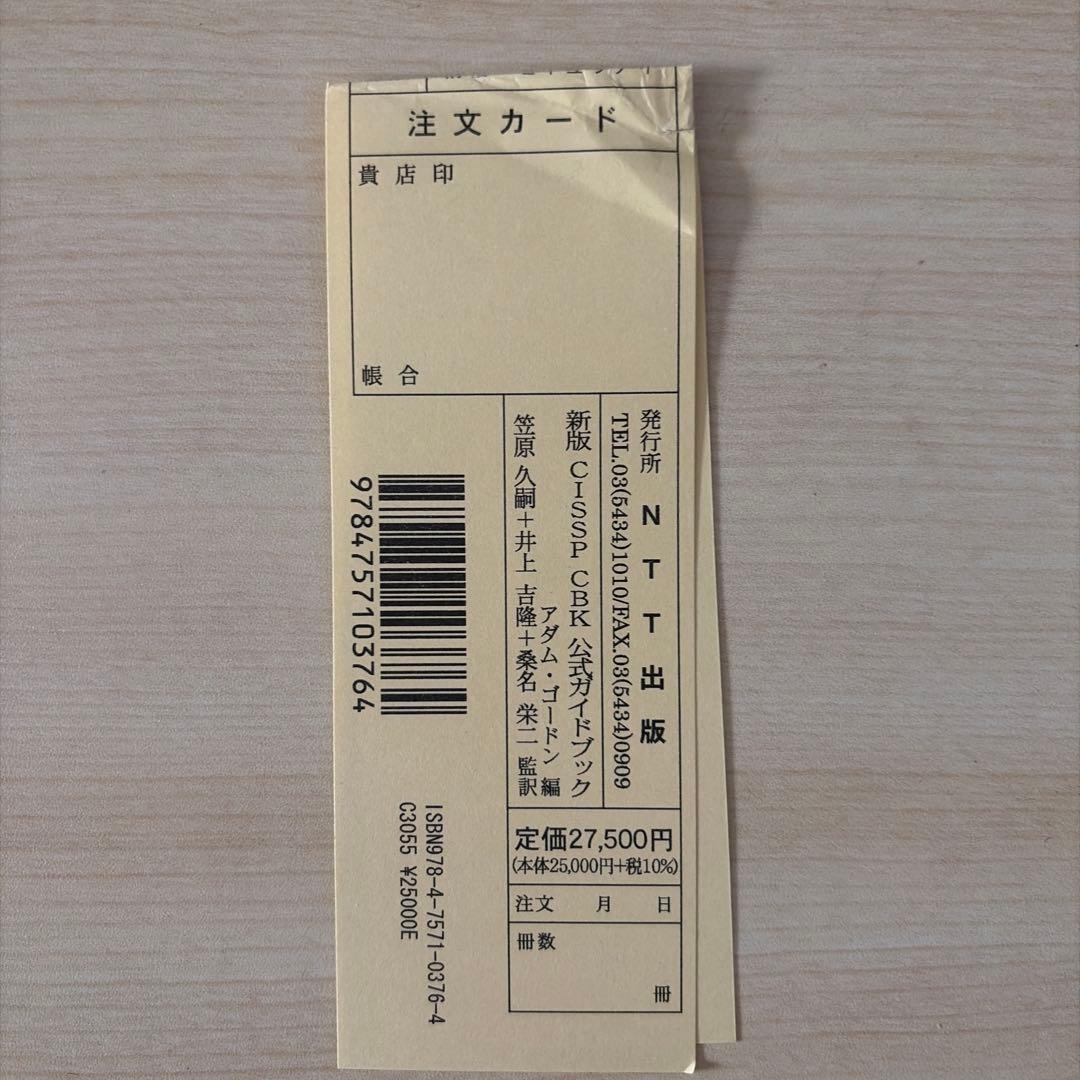 注文カード
貴店印
帳合
発行所 NTT出版
TEL.03(5434)1010/FAX.03(5434)0909
新版 CISSP CBK 公式ガイドブック
アダム・ゴードン 編
笠原 久嗣+井上 吉隆+桑名 栄二 監訳
定価27,500円
(本体25,000円+税10%)
注文 月 日
冊数
冊
9784757103764
ISBN978-4-7571-0376-4
C3055 ¥25000E